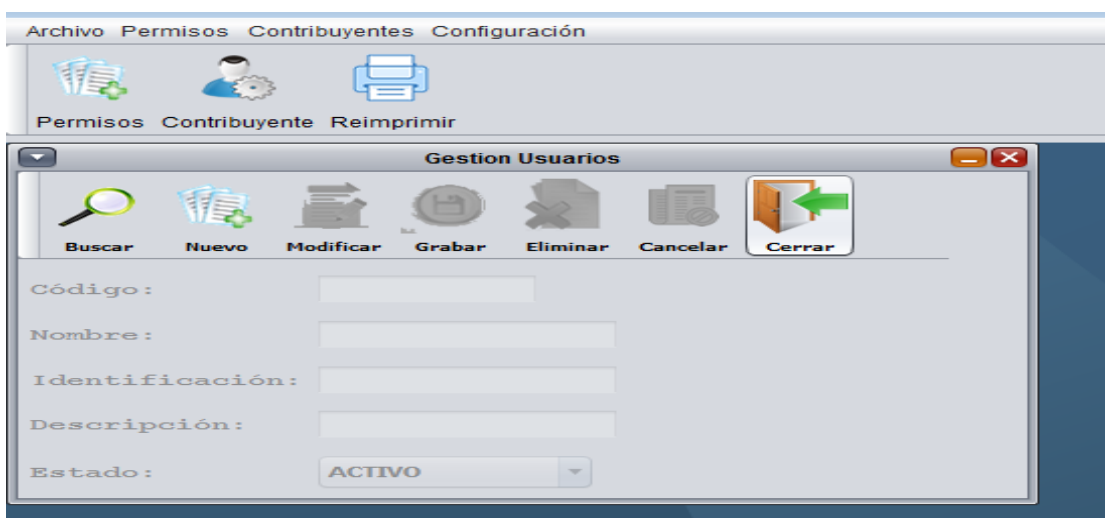 Archivo Permisos Contribuyentes Configuración
Permisos Contribuyente Reimprimir
Gestion Usuarios
Buscar Nuevo Modificar Grabar Eliminar Cancelar Cerrar
Código:
Nombre:
Identificación:
Descripción:
Estado: ACTIVO